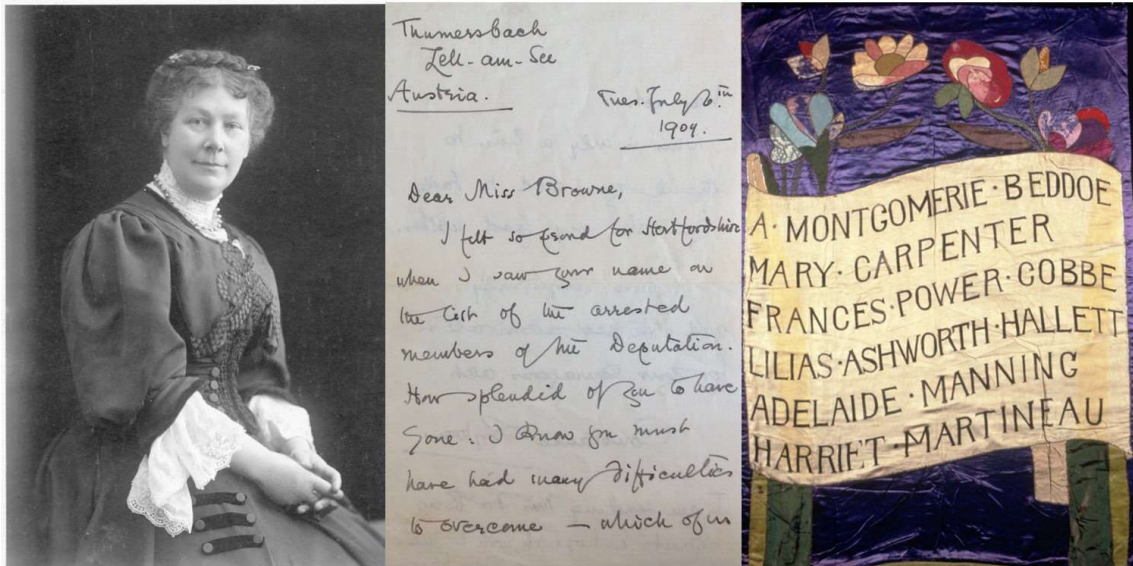 Thumersbach
Zell-am-See
Austria.
Tues. July 6th
1909.
Dear Miss Browne,
I felt so proud for Hertfordshire
when I saw your name on
the list of the arrested
members of the Deputation.
How splendid of you to have
gone. I know you must
have had many difficulties
to overcome — which of us
A·MONTGOMERIE·BEDDOE
MARY·CARPENTER
FRANCES·POWER·COBBE
LILIAS·ASHWORTH·HALLETT
ADELAIDE·MANNING
HARRIET·MARTINEAU